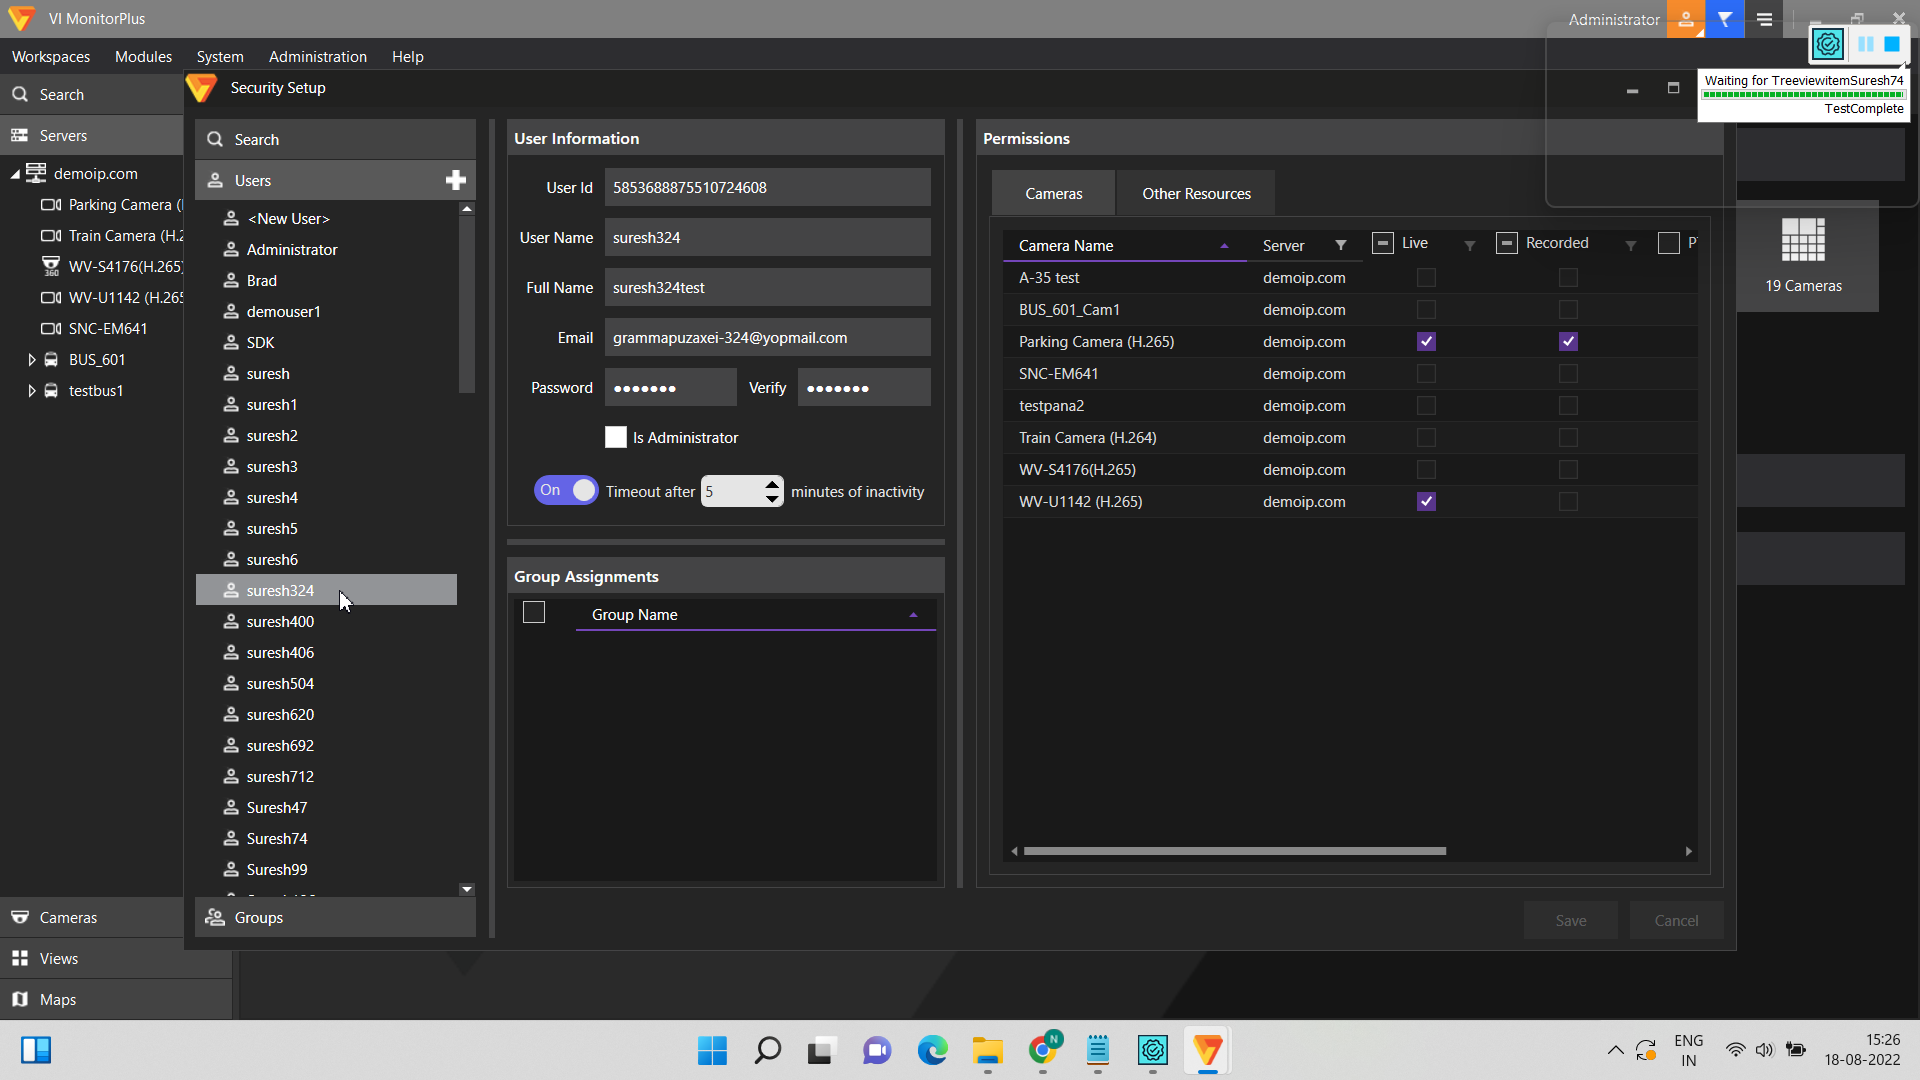 VI MonitorPlus
Administrator
Workspaces Modules System Administration Help
Waiting for TreeviewitemSuresh74
TestComplete
Search
Servers
demoip.com
Parking Camera (
Train Camera (H.2
WV-S4176(H.265)
WV-U1142 (H.265
SNC-EM641
BUS_601
testbus1
Cameras
Views
Maps
Security Setup
Search
Users
<New User>
Administrator
Brad
demouser1
SDK
suresh
suresh1
suresh2
suresh3
suresh4
suresh5
suresh6
suresh324
suresh400
suresh406
suresh504
suresh620
suresh692
suresh712
Suresh47
Suresh74
Suresh99
Groups
User Information
User Id 5853688875510724608
User Name suresh324
Full Name suresh324test
Email grammapuzaxei-324@yopmail.com
Password ●●●●●●● Verify ●●●●●●●
Is Administrator
On Timeout after 5 minutes of inactivity
Group Assignments
Group Name
Permissions
Cameras Other Resources
Camera Name Server Live Recorded
A-35 test demoip.com
BUS_601_Cam1 demoip.com
Parking Camera (H.265) demoip.com
SNC-EM641 demoip.com
testpana2 demoip.com
Train Camera (H.264) demoip.com
WV-S4176(H.265) demoip.com
WV-U1142 (H.265) demoip.com
Save Cancel
19 Cameras
360
N
ENG
IN
15:26
18-08-2022